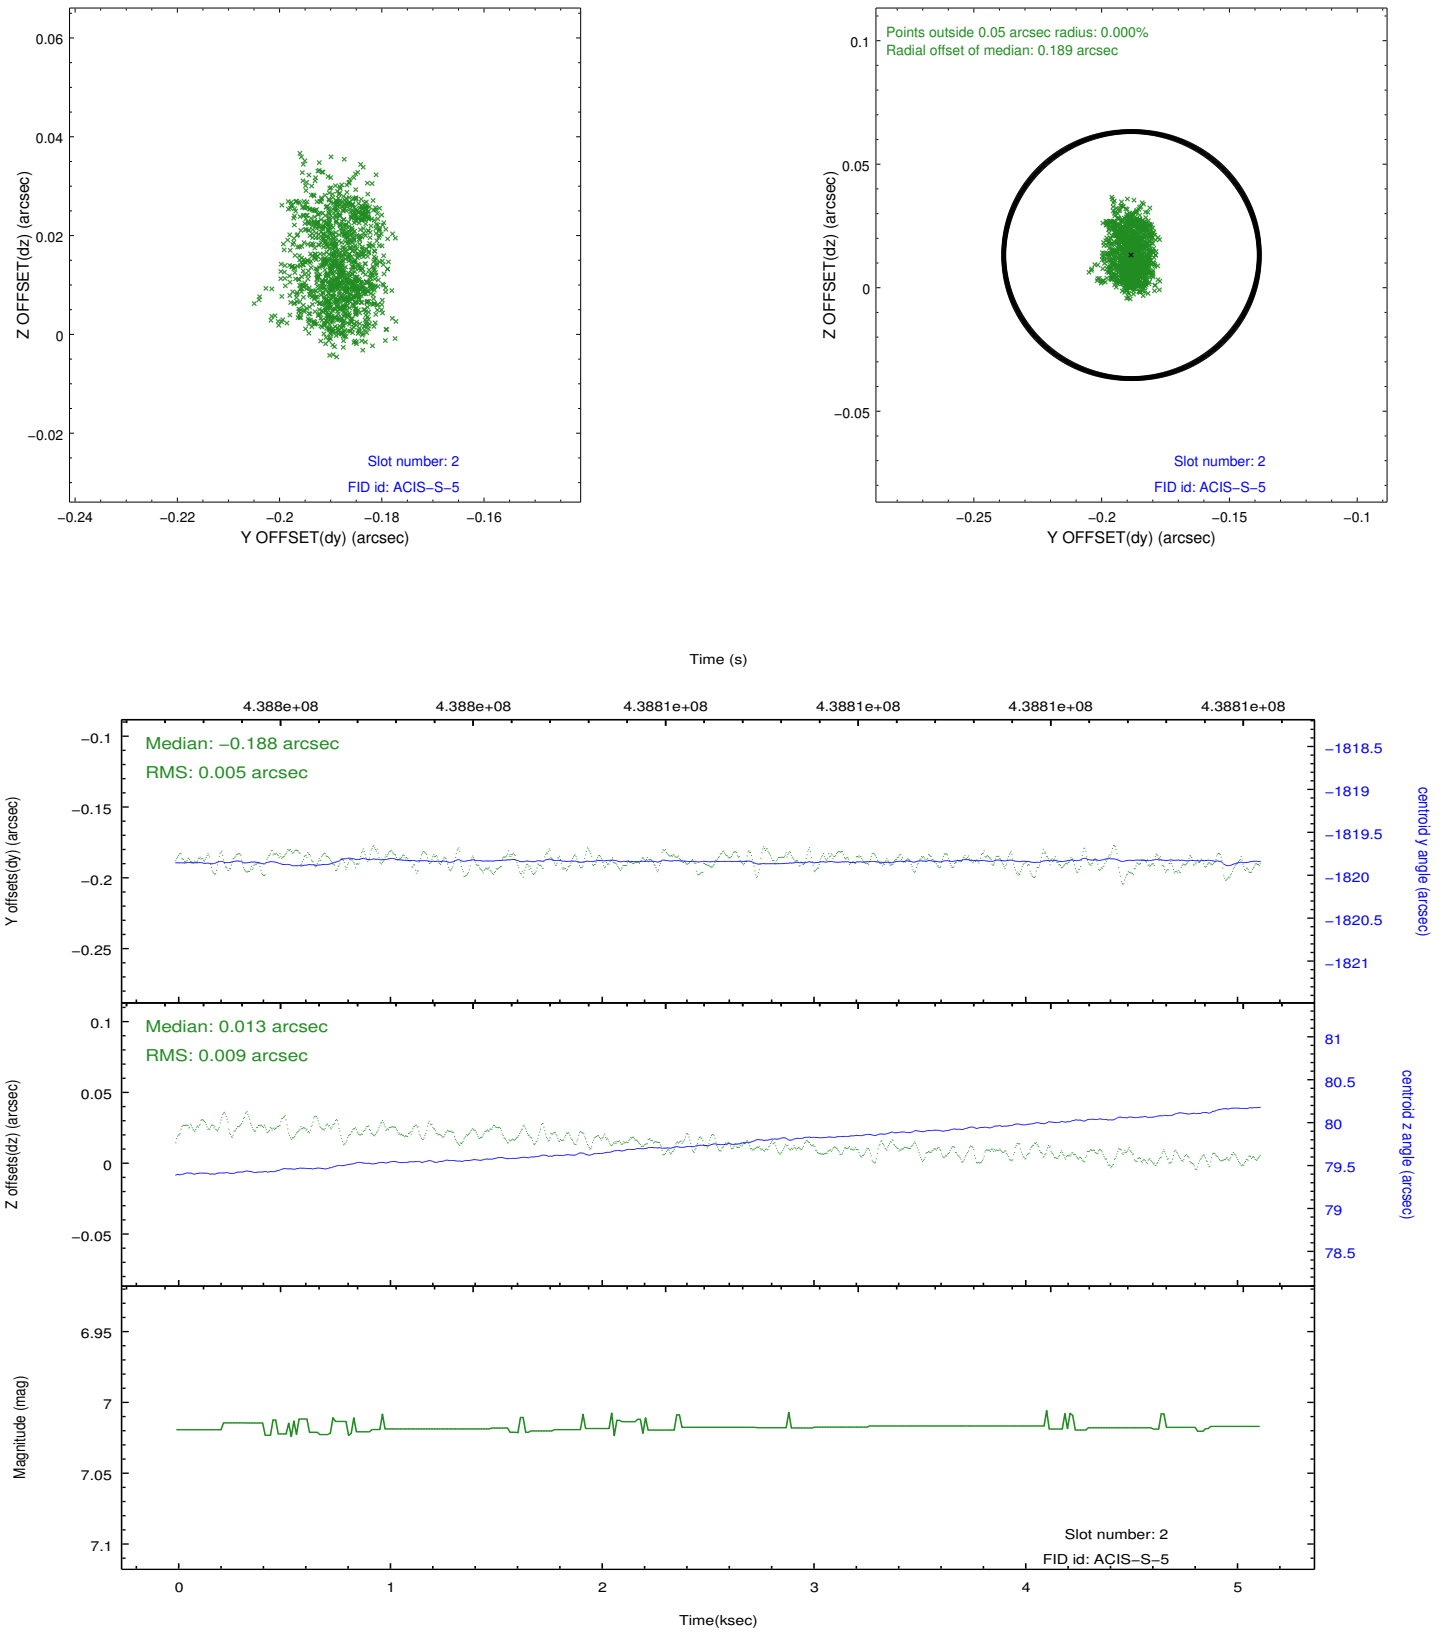 0.06
0.04
0.02
0
−0.02
−0.24
−0.22
−0.2
−0.18
−0.16
Z OFFSET(dz) (arcsec)
Y OFFSET(dy) (arcsec)
Slot number: 2
FID id: ACIS−S−5
Points outside 0.05 arcsec radius: 0.000%
Radial offset of median: 0.189 arcsec
0.1
0.05
0
−0.05
−0.25
−0.2
−0.15
−0.1
Z OFFSET(dz) (arcsec)
Y OFFSET(dy) (arcsec)
Slot number: 2
FID id: ACIS−S−5
Time (s)
4.388e+08
4.388e+08
4.3881e+08
4.3881e+08
4.3881e+08
4.3881e+08
Median: −0.188 arcsec
RMS: 0.005 arcsec
−0.1
−0.15
−0.2
−0.25
Y offsets(dy) (arcsec)
−1818.5
−1819
−1819.5
−1820
−1820.5
−1821
centroid y angle (arcsec)
Median: 0.013 arcsec
RMS: 0.009 arcsec
0.1
0.05
0
−0.05
Z offsets(dz) (arcsec)
81
80.5
80
79.5
79
78.5
centroid z angle (arcsec)
6.95
7
7.05
7.1
Magnitude (mag)
Slot number: 2
FID id: ACIS−S−5
0
1
2
3
4
5
Time(ksec)